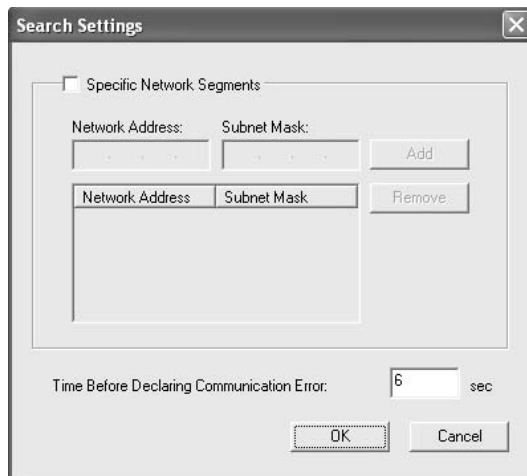 Search Settings
Specific Network Segments
Network Address: Subnet Mask:
Add
Network Address Subnet Mask
Remove
Time Before Declaring Communication Error: 6 sec
OK Cancel